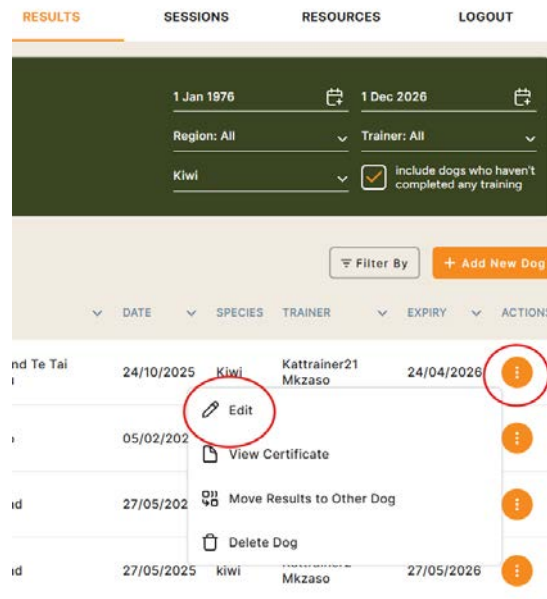 RESULTS SESSIONS RESOURCES LOGOUT
1 Jan 1976 1 Dec 2026
Region: All Trainer: All
Kiwi include dogs who haven't
completed any training
Filter By + Add New Dog
DATE SPECIES TRAINER EXPIRY ACTIONS
nd Te Tai 24/10/2025 Kiwi Kattrainer21
Mkzaso 24/04/2026
Edit
05/02/202
View Certificate
nd 27/05/202 Move Results to Other Dog
Delete Dog
nd 27/05/2025 kiwi
Mkzaso 27/05/2026